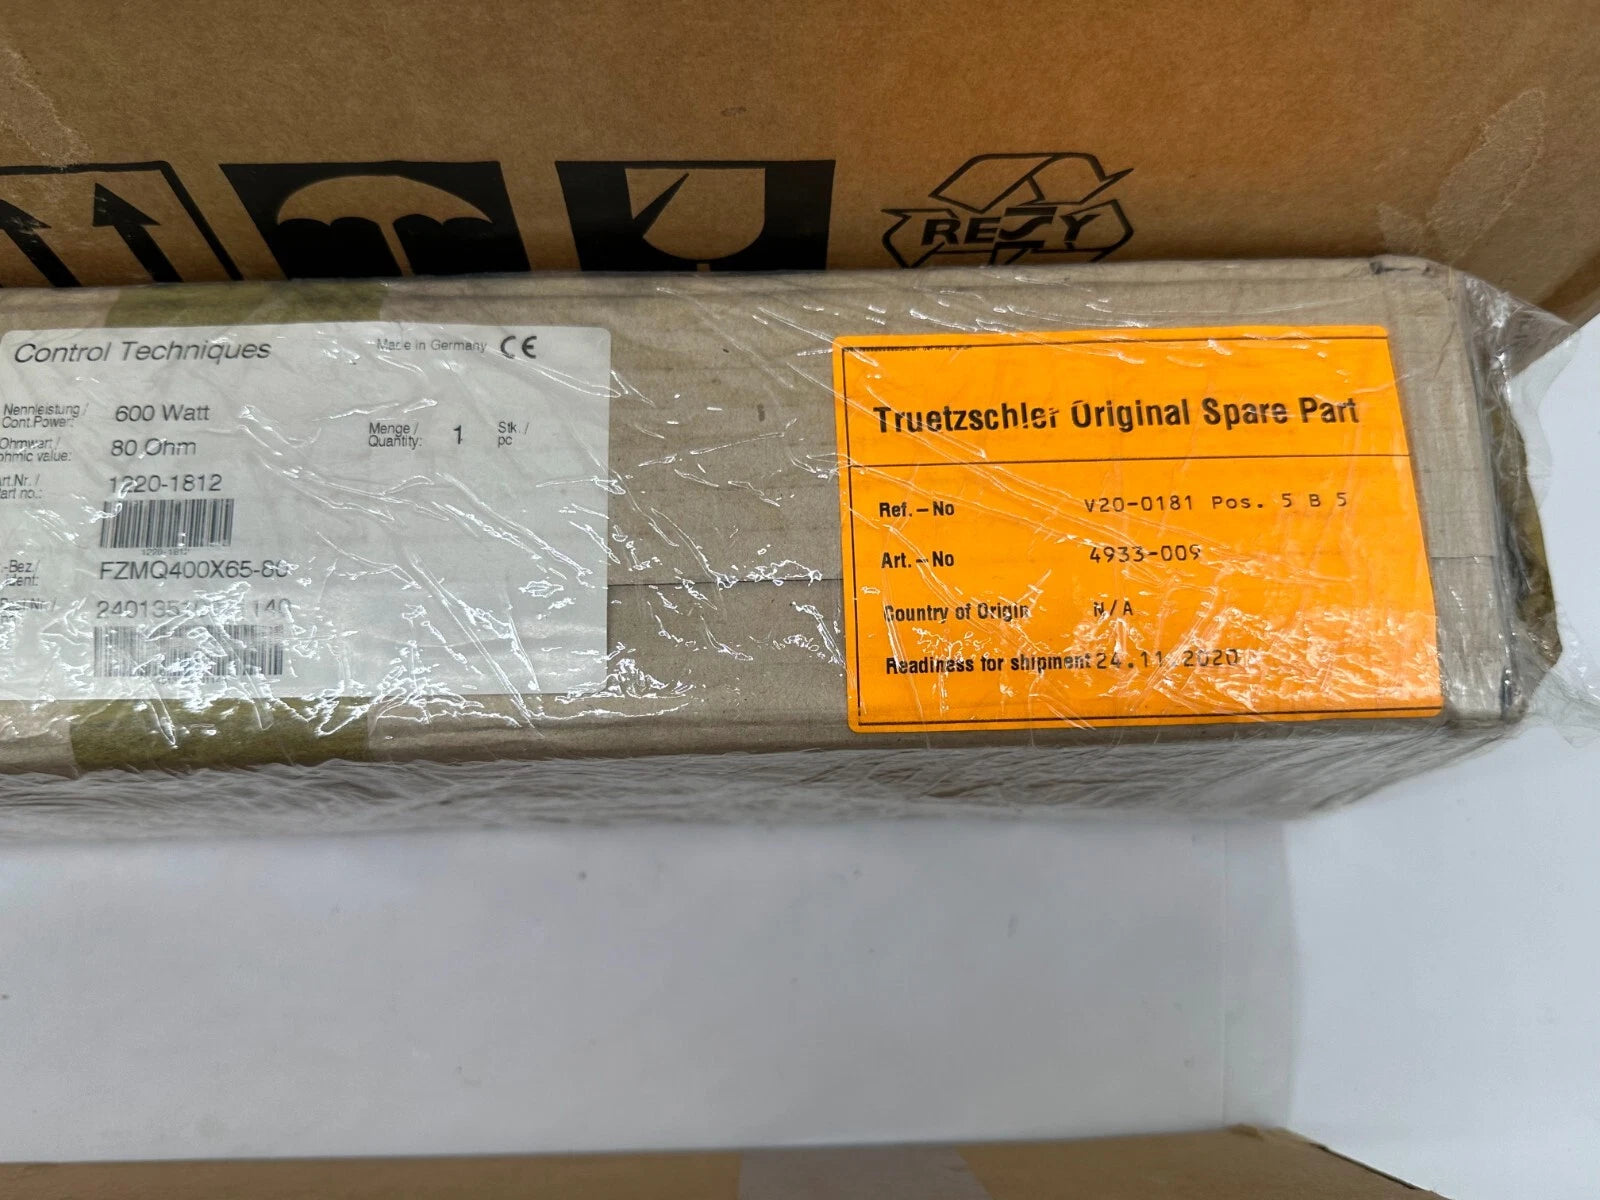 REZY
Control Techniques
Made in Germany CE
Nennleistung/
Cont.Power:
600 Watt
Ohmwart/
ohmic value:
80 Ohm
Menge /
Quantity:
1
Stk. /
pc
1220-1812
1220-1812
FZMQ400X65-80
Truetzschler Original Spare Part
Ref. – No V20-0181 Pos. 5 B 5
Art. – No 4933-009
Country of Origin N/A
Readiness for shipment 24.11.2020